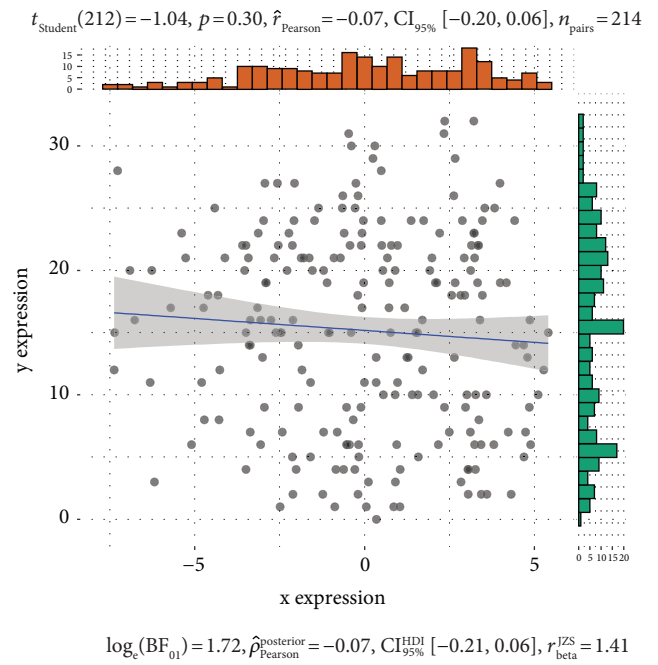 t_Student(212) = −1.04, p = 0.30, r̂_Pearson = −0.07, CI_95% [−0.20, 0.06], n_pairs = 214
15
10
5
0
30
20
10
0
y expression
−5 0 5
0 5 10 15 20
x expression
log_e(BF_01) = 1.72, ρ̂_Pearson^posterior = −0.07, CI_95%^HDI [−0.21, 0.06], r_beta^JZS = 1.41